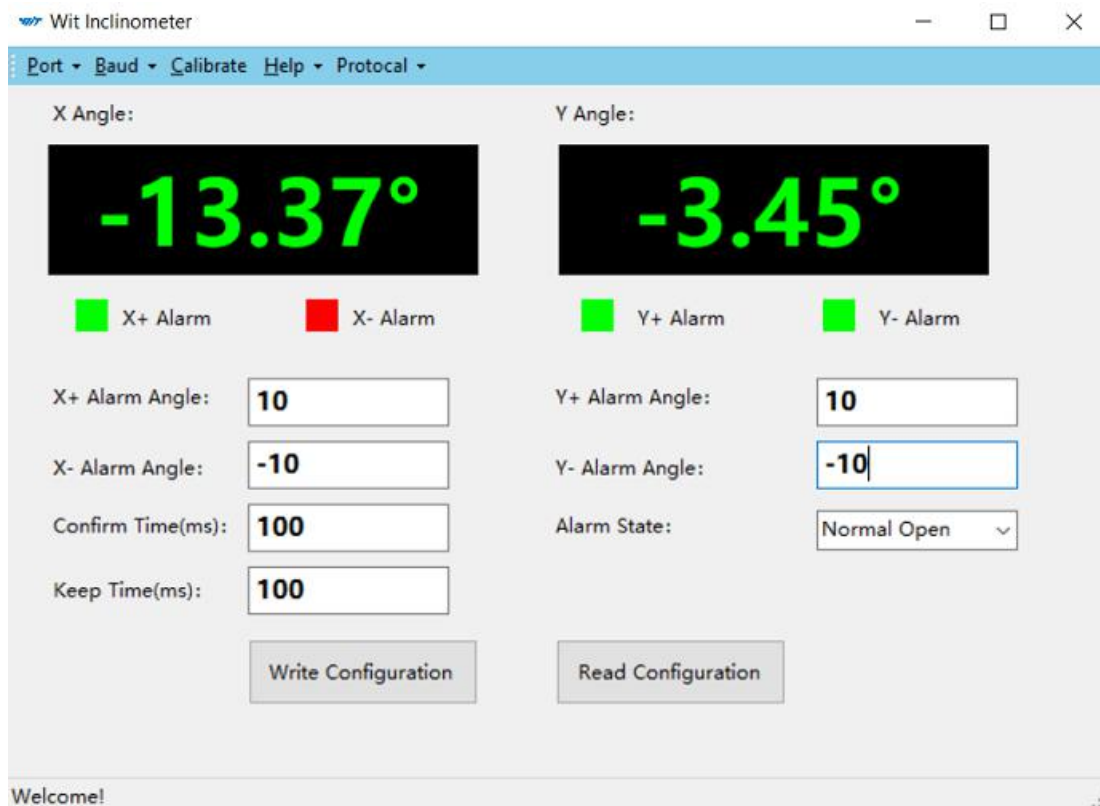 WIT Wit Inclinometer
Port Baud Calibrate Help Protocal
X Angle: Y Angle:
-13.37° -3.45°
X+ Alarm X- Alarm Y+ Alarm Y- Alarm
X+ Alarm Angle: 10 Y+ Alarm Angle: 10
X- Alarm Angle: -10 Y- Alarm Angle: -10
Confirm Time(ms): 100 Alarm State: Normal Open
Keep Time(ms): 100
Write Configuration Read Configuration
Welcome!